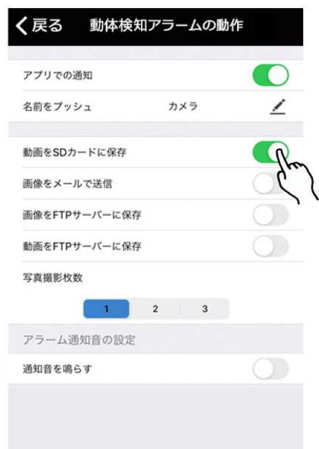 戻る 動体検知アラームの動作
アプリでの通知
名前をプッシュ カメラ
動画をSDカードに保存
画像をメールで送信
画像をFTPサーバーに保存
動画をFTPサーバーに保存
写真撮影枚数
1 2 3
アラーム通知音の設定
通知音を鳴らす